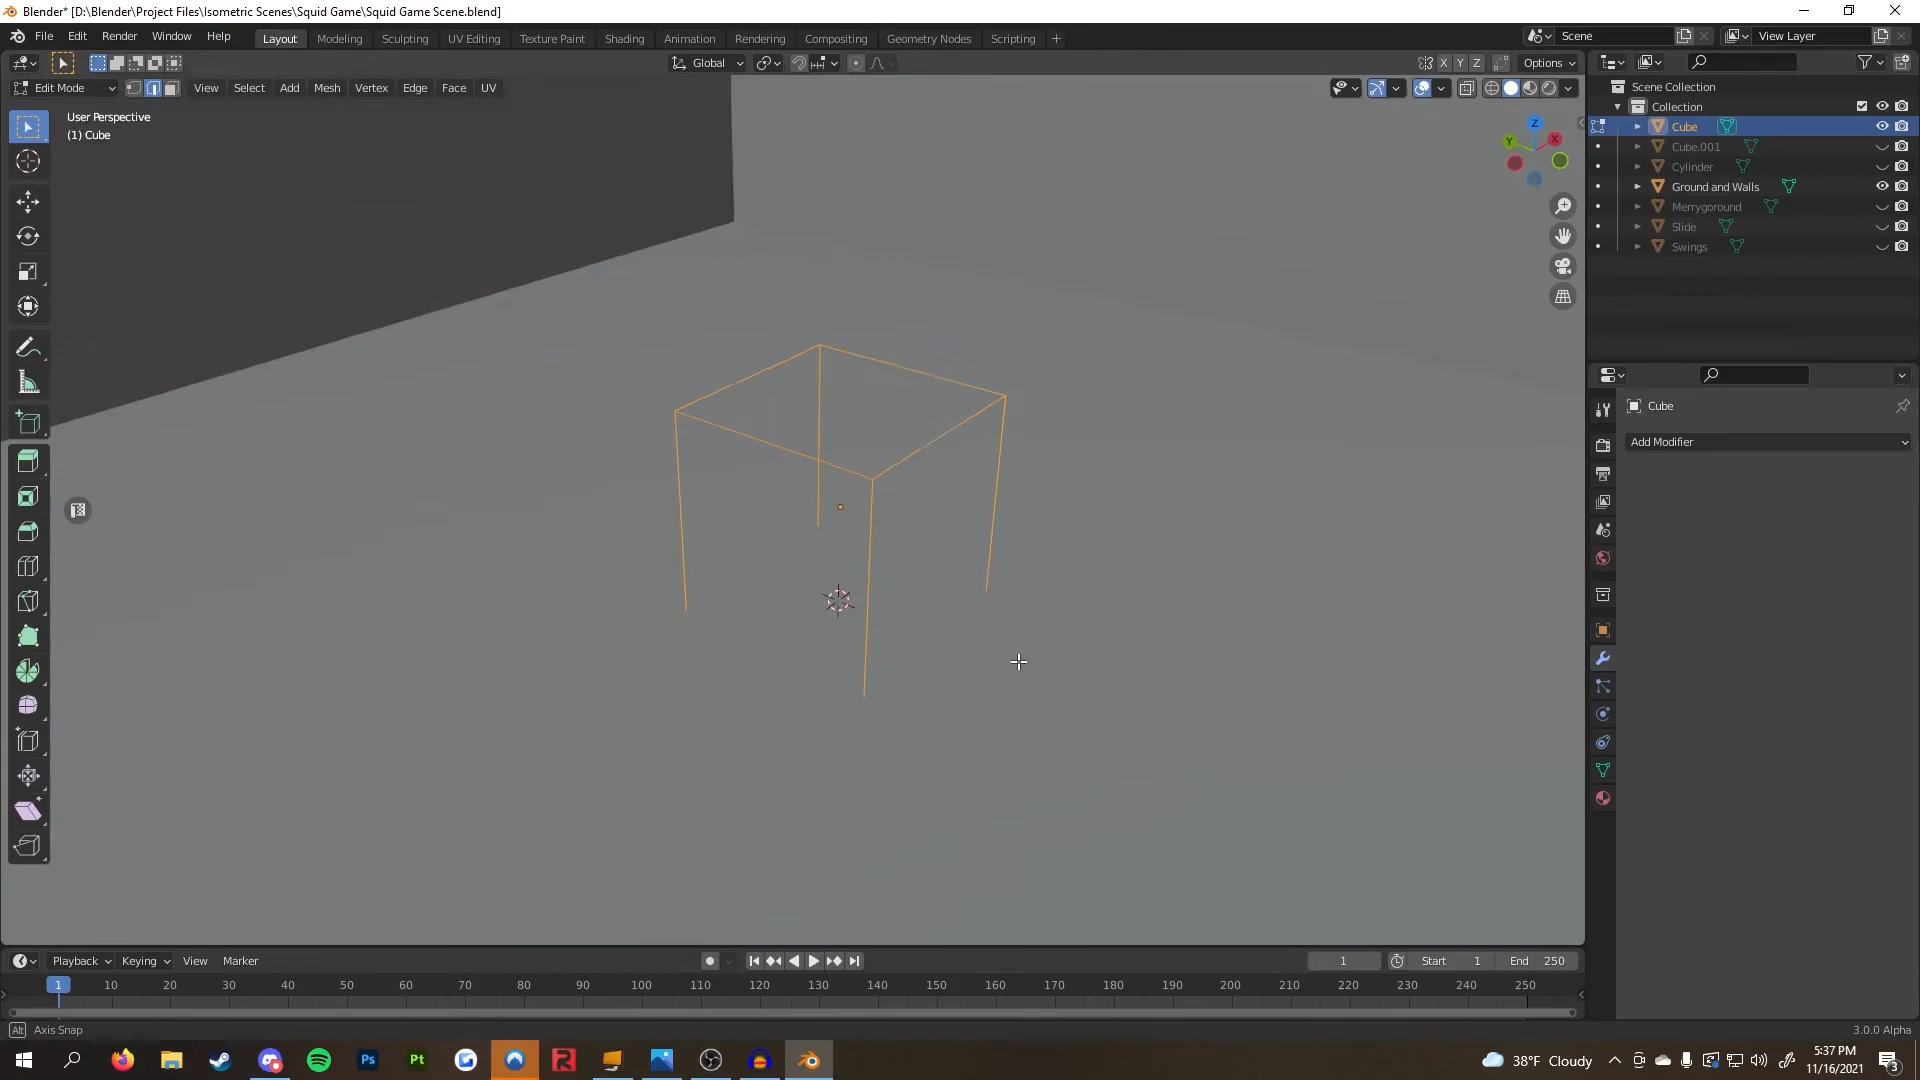 Blender* [D:\Blender\Project Files\Isometric Scenes\Squid Game\Squid Game Scene.blend]
File Edit Render Window Help Layout Modeling Sculpting UV Editing Texture Paint Shading Animation Rendering Compositing Geometry Nodes Scripting + Scene View Layer
Global X Y Z Options
Edit Mode View Select Add Mesh Vertex Edge Face UV
User Perspective
(1) Cube
Z
Y X
Scene Collection
Collection
Cube
Cube.001
Cylinder
Ground and Walls
Merryground
Slide
Swings
Cube
Add Modifier
Playback Keying View Marker 1 Start 1 End 250
1 10 20 30 40 50 60 70 80 90 100 110 120 130 140 150 160 170 180 190 200 210 220 230 240 250
Alt Axis Snap 3.0.0 Alpha
Ps Pt 38°F Cloudy 5:37 PM
11/16/2021
3